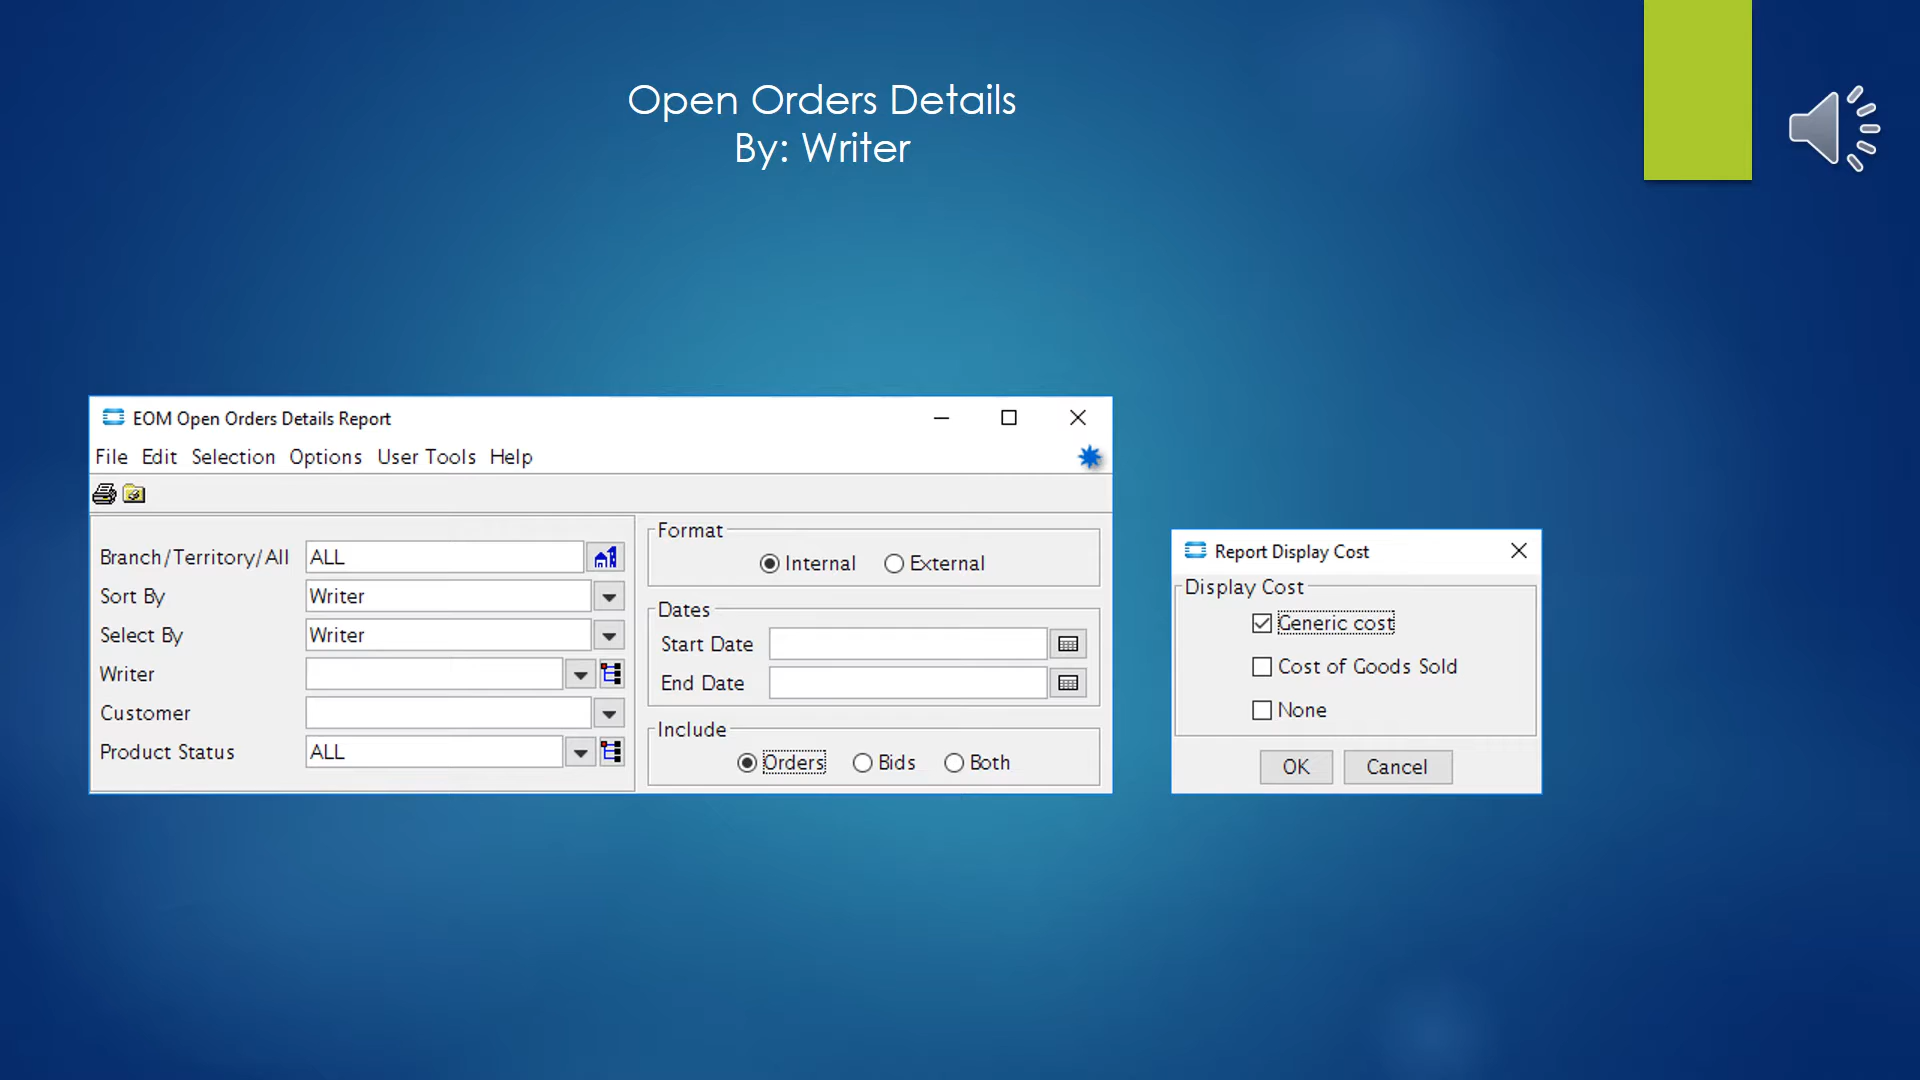 Open Orders Details
By: Writer
EOM Open Orders Details Report
File Edit Selection Options User Tools Help
Branch/Territory/All ALL
Sort By Writer
Select By Writer
Writer
Customer
Product Status ALL
Format
Internal External
Dates
Start Date
End Date
Include
Orders Bids Both
Report Display Cost
Display Cost
Generic cost
Cost of Goods Sold
None
OK Cancel